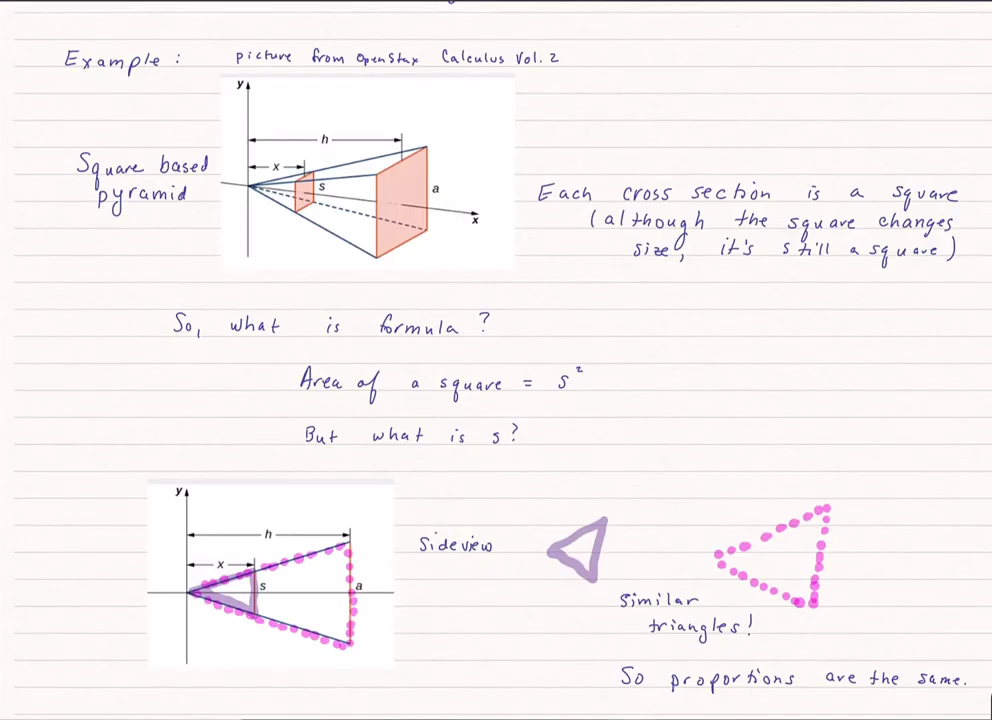 Example : picture from OpenStax Calculus Vol. 2
y
h
x
s
a
x
Square based
pyramid
Each cross section is a square
(although the square changes
size, it's still a square)
So, what is formula ?
Area of a square = s²
But what is s?
y
h
x
s
a
Sideview
Similar
triangles!
So proportions are the same.